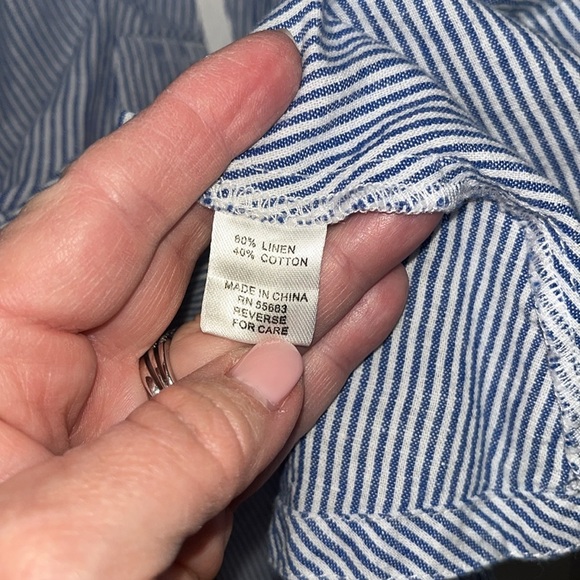 60% LINEN
40% COTTON
MADE IN CHINA
RN 55683
REVERSE
FOR CARE